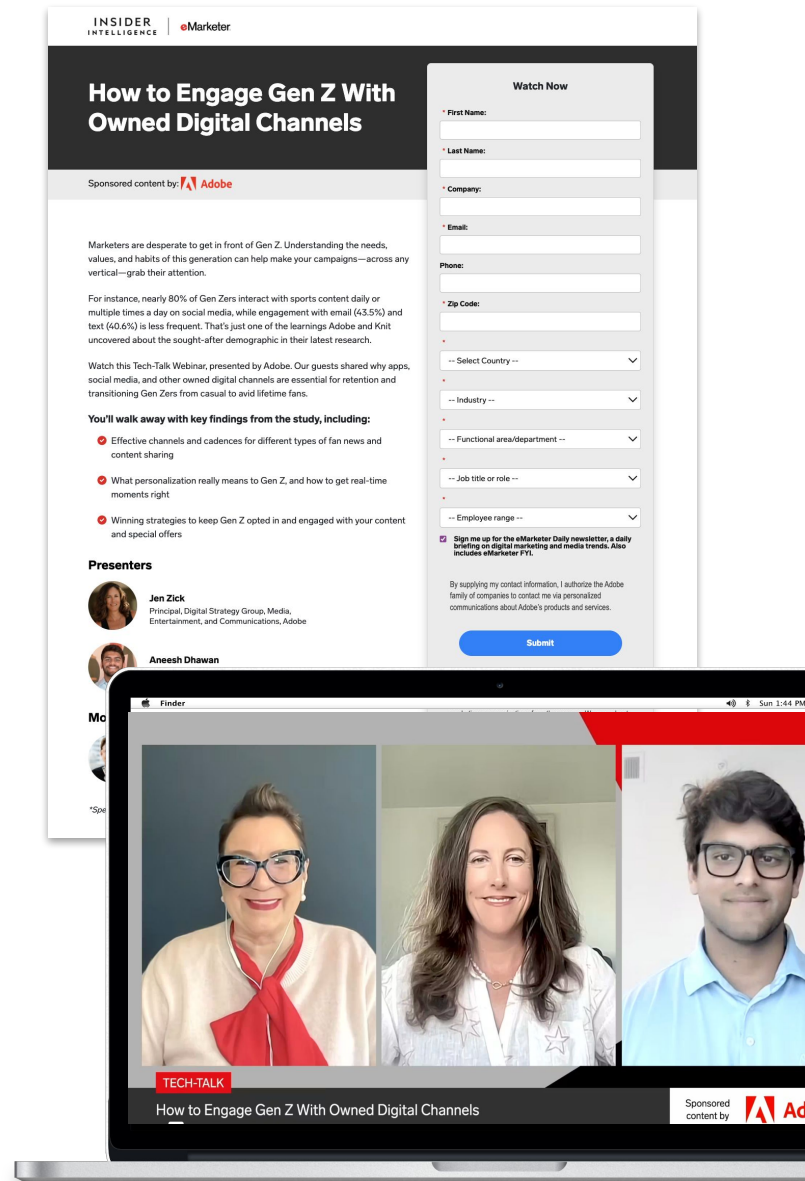 INSIDER
INTELLIGENCE
eMarketer
How to Engage Gen Z With
Owned Digital Channels
Sponsored content by:
Adobe
Marketers are desperate to get in front of Gen Z. Understanding the needs,
values, and habits of this generation can help make your campaigns—across any
vertical—grab their attention.
For instance, nearly 80% of Gen Zers interact with sports content daily or
multiple times a day on social media, while engagement with email (43.5%) and
text (40.6%) is less frequent. That's just one of the learnings Adobe and Knit
uncovered about the sought-after demographic in their latest research.
Watch this Tech-Talk Webinar, presented by Adobe. Our guests shared why apps,
social media, and other owned digital channels are essential for retention and
transitioning Gen Zers from casual to avid lifetime fans.
You'll walk away with key findings from the study, including:
Effective channels and cadences for different types of fan news and
content sharing
What personalization really means to Gen Z, and how to get real-time
moments right
Winning strategies to keep Gen Z opted in and engaged with your content
and special offers
Presenters
Jen Zick
Principal, Digital Strategy Group, Media,
Entertainment, and Communications, Adobe
Aneesh Dhawan
Mo
*Spe
Watch Now
* First Name:
* Last Name:
* Company:
* Email:
Phone:
* Zip Code:
*
-- Select Country --
*
-- Industry --
*
-- Functional area/department --
*
-- Job title or role --
*
-- Employee range --
Sign me up for the eMarketer Daily newsletter, a daily
briefing on digital marketing and media trends. Also
includes eMarketer FYI.
By supplying my contact information, I authorize the Adobe
family of companies to contact me via personalized
communications about Adobe's products and services.
Submit
Finder
Sun 1:44 PM
TECH-TALK
How to Engage Gen Z With Owned Digital Channels
Sponsored
content by
Ad